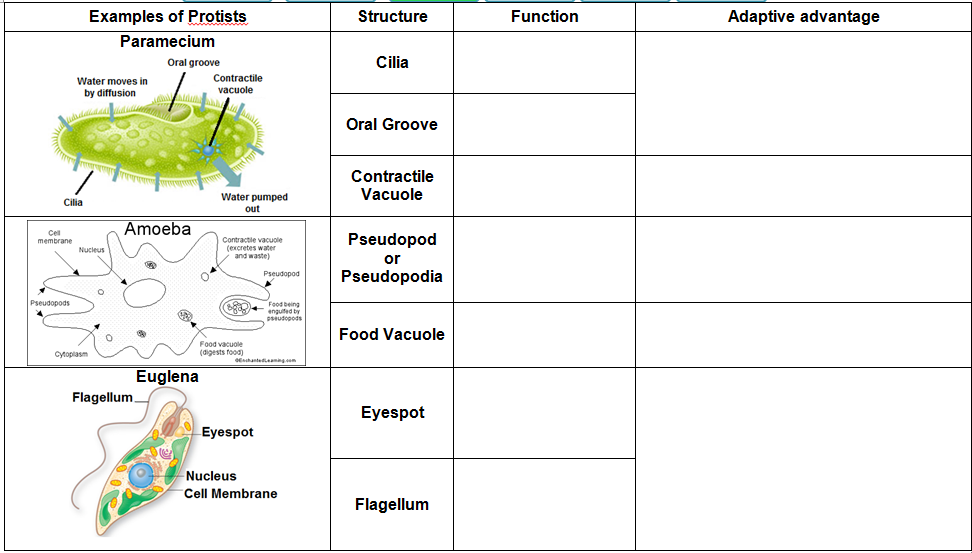 Examples of Protists
Structure
Function
Adaptive advantage
Paramecium
Oral groove
Water moves in
by diffusion
Contractile
vacuole
Cilia
Water pumped
out
Cilia
Oral Groove
Contractile
Vacuole
Amoeba
Cell
membrane
Nucleus
Contractile vacuole
(excretes water
and waste)
Pseudopod
Pseudopods
Food being
engulfed by
pseudopods
Food vacuole
(digests food)
Cytoplasm
©EnchantedLearning.com
Pseudopod
or
Pseudopodia
Food Vacuole
Euglena
Flagellum
Eyespot
Nucleus
Cell Membrane
Eyespot
Flagellum